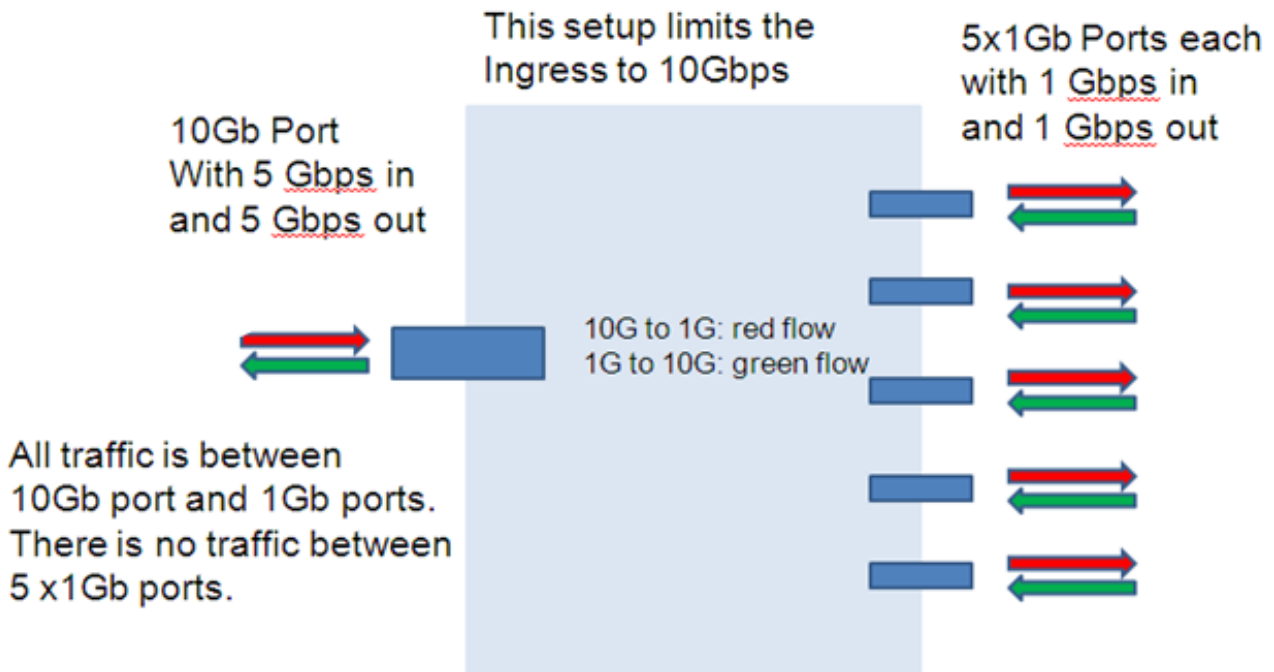 This setup limits the
Ingress to 10Gbps
5x1Gb Ports each
with 1 Gbps in
and 1 Gbps out
10Gb Port
With 5 Gbps in
and 5 Gbps out
10G to 1G: red flow
1G to 10G: green flow
All traffic is between
10Gb port and 1Gb ports.
There is no traffic between
5 x1Gb ports.